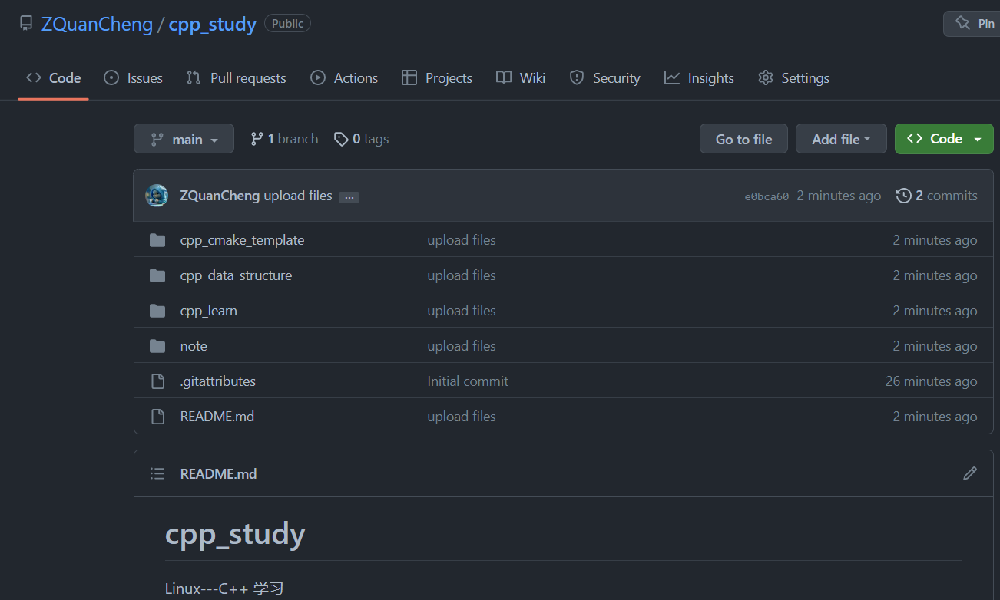 ZQuanCheng / cpp_study Public Pin
Code Issues Pull requests Actions Projects Wiki Security Insights Settings
main 1 branch 0 tags Go to file Add file Code
ZQuanCheng upload files ... e0bca60 2 minutes ago 2 commits
cpp_cmake_template upload files 2 minutes ago
cpp_data_structure upload files 2 minutes ago
cpp_learn upload files 2 minutes ago
note upload files 2 minutes ago
.gitattributes Initial commit 26 minutes ago
README.md upload files 2 minutes ago
README.md
cpp_study
Linux---C++ 学习